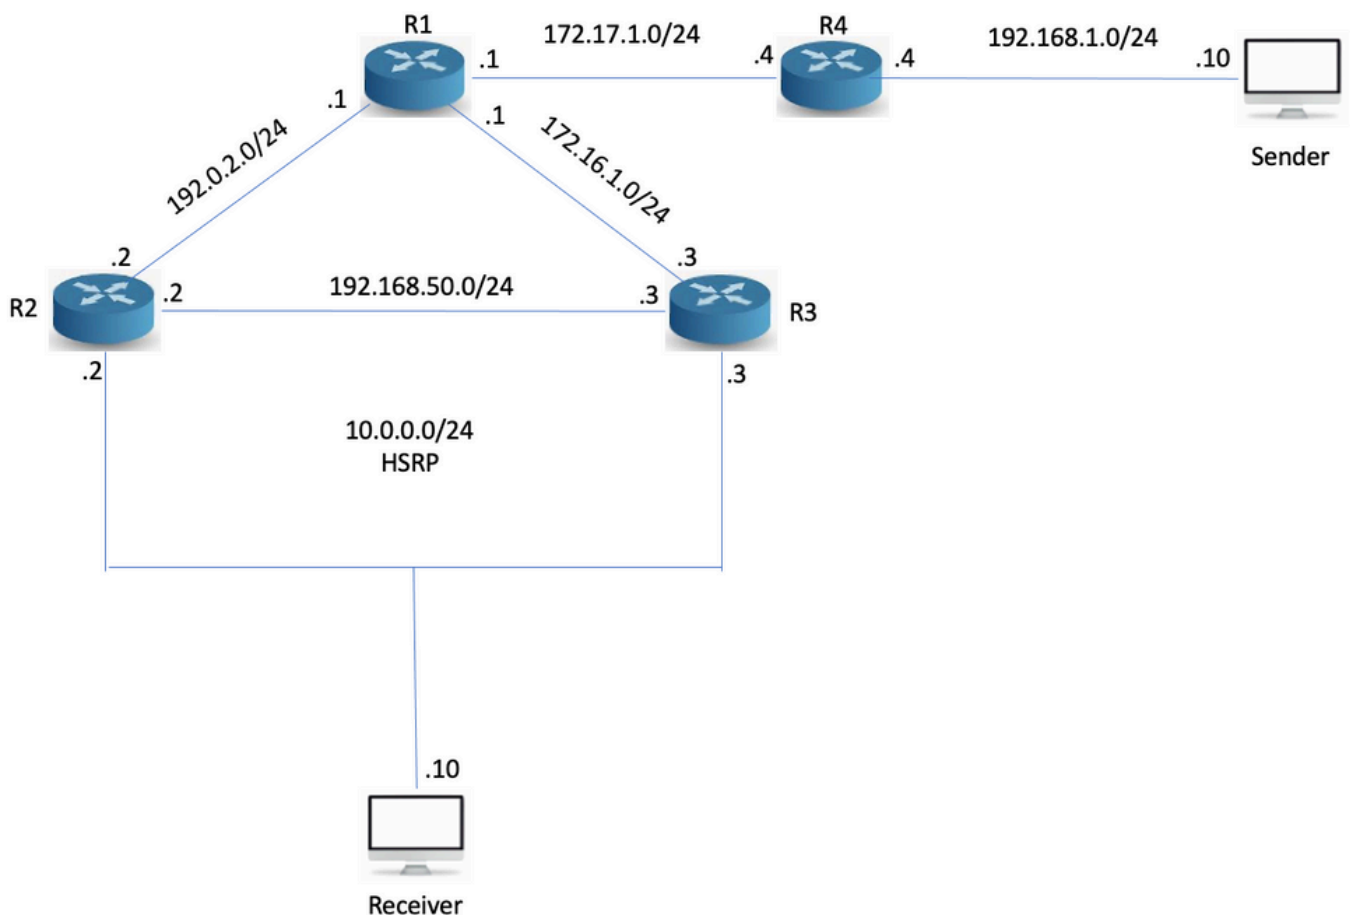 R1
172.17.1.0/24
R4
192.168.1.0/24
.1
.4
.4
.10
.1
.1
192.0.2.0/24
172.16.1.0/24
Sender
.2
.3
R2
.2
192.168.50.0/24
.3
R3
.2
.3
10.0.0.0/24
HSRP
.10
Receiver